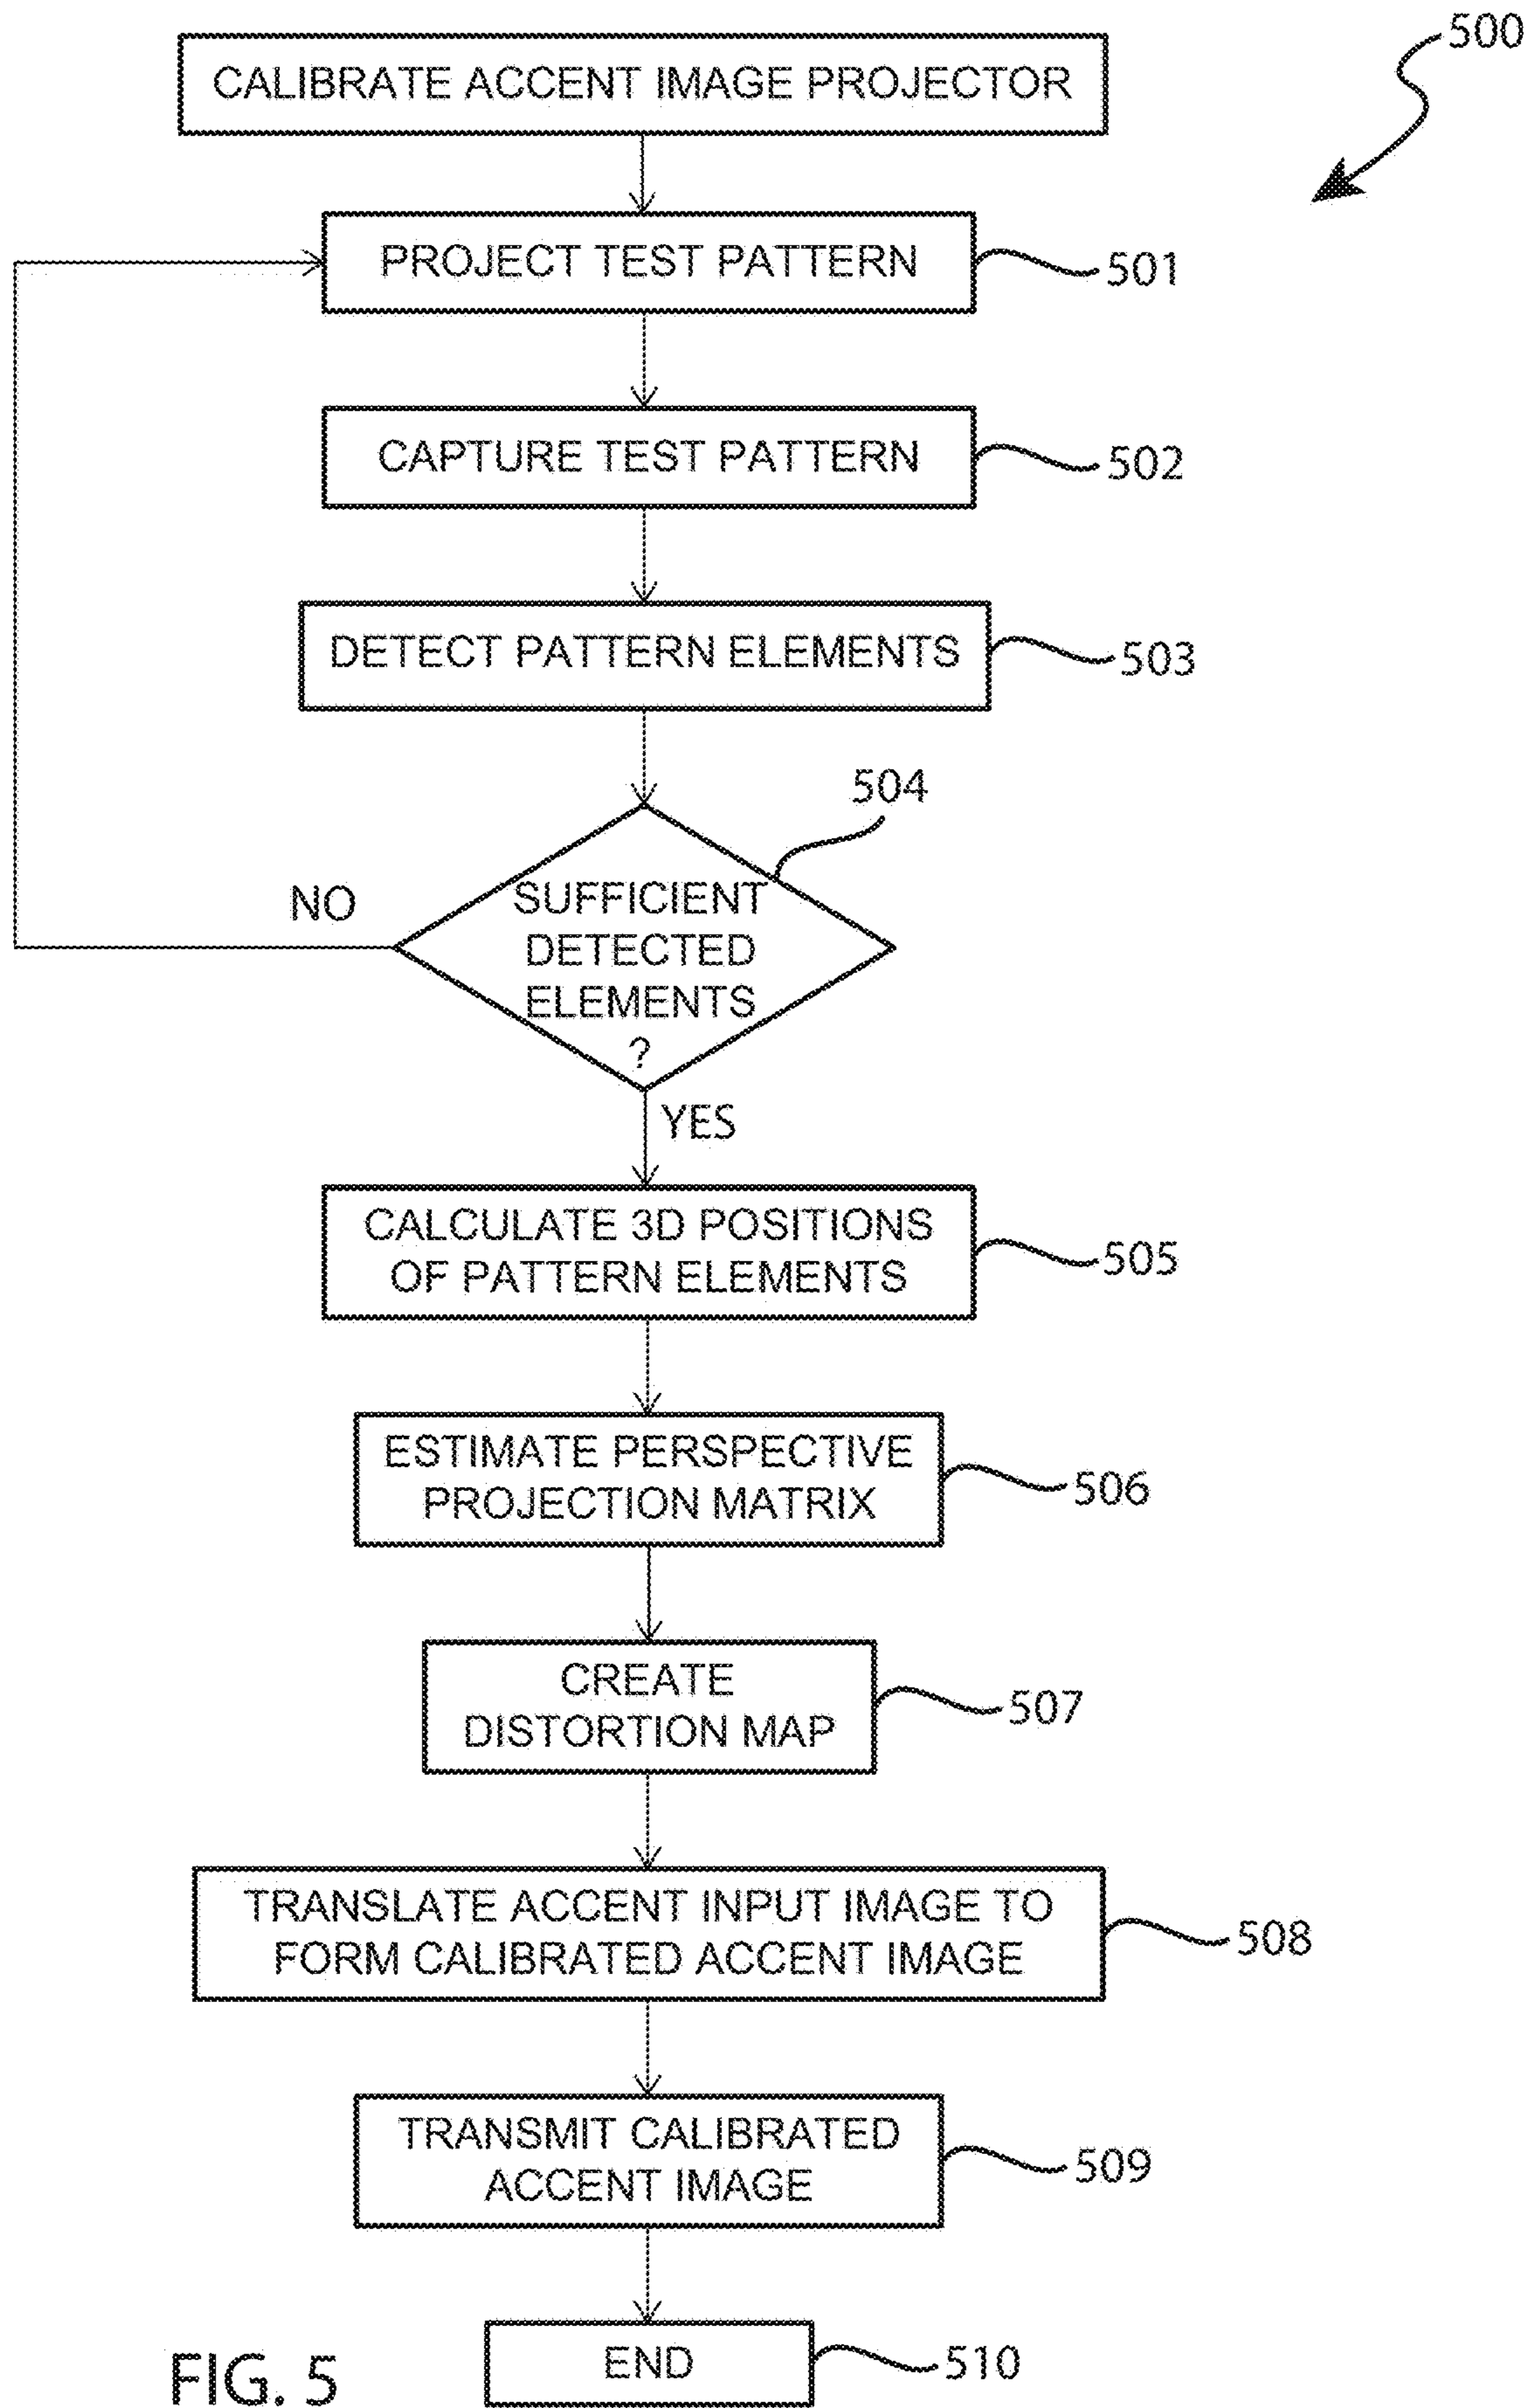 500
CALIBRATE ACCENT IMAGE PROJECTOR
PROJECT TEST PATTERN
501
CAPTURE TEST PATTERN
502
DETECT PATTERN ELEMENTS
503
504
NO
SUFFICIENT
DETECTED
ELEMENTS
?
YES
CALCULATE 3D POSITIONS
OF PATTERN ELEMENTS
505
ESTIMATE PERSPECTIVE
PROJECTION MATRIX
506
CREATE
DISTORTION MAP
507
TRANSLATE ACCENT INPUT IMAGE TO
FORM CALIBRATED ACCENT IMAGE
508
TRANSMIT CALIBRATED
ACCENT IMAGE
509
END
510
FIG. 5